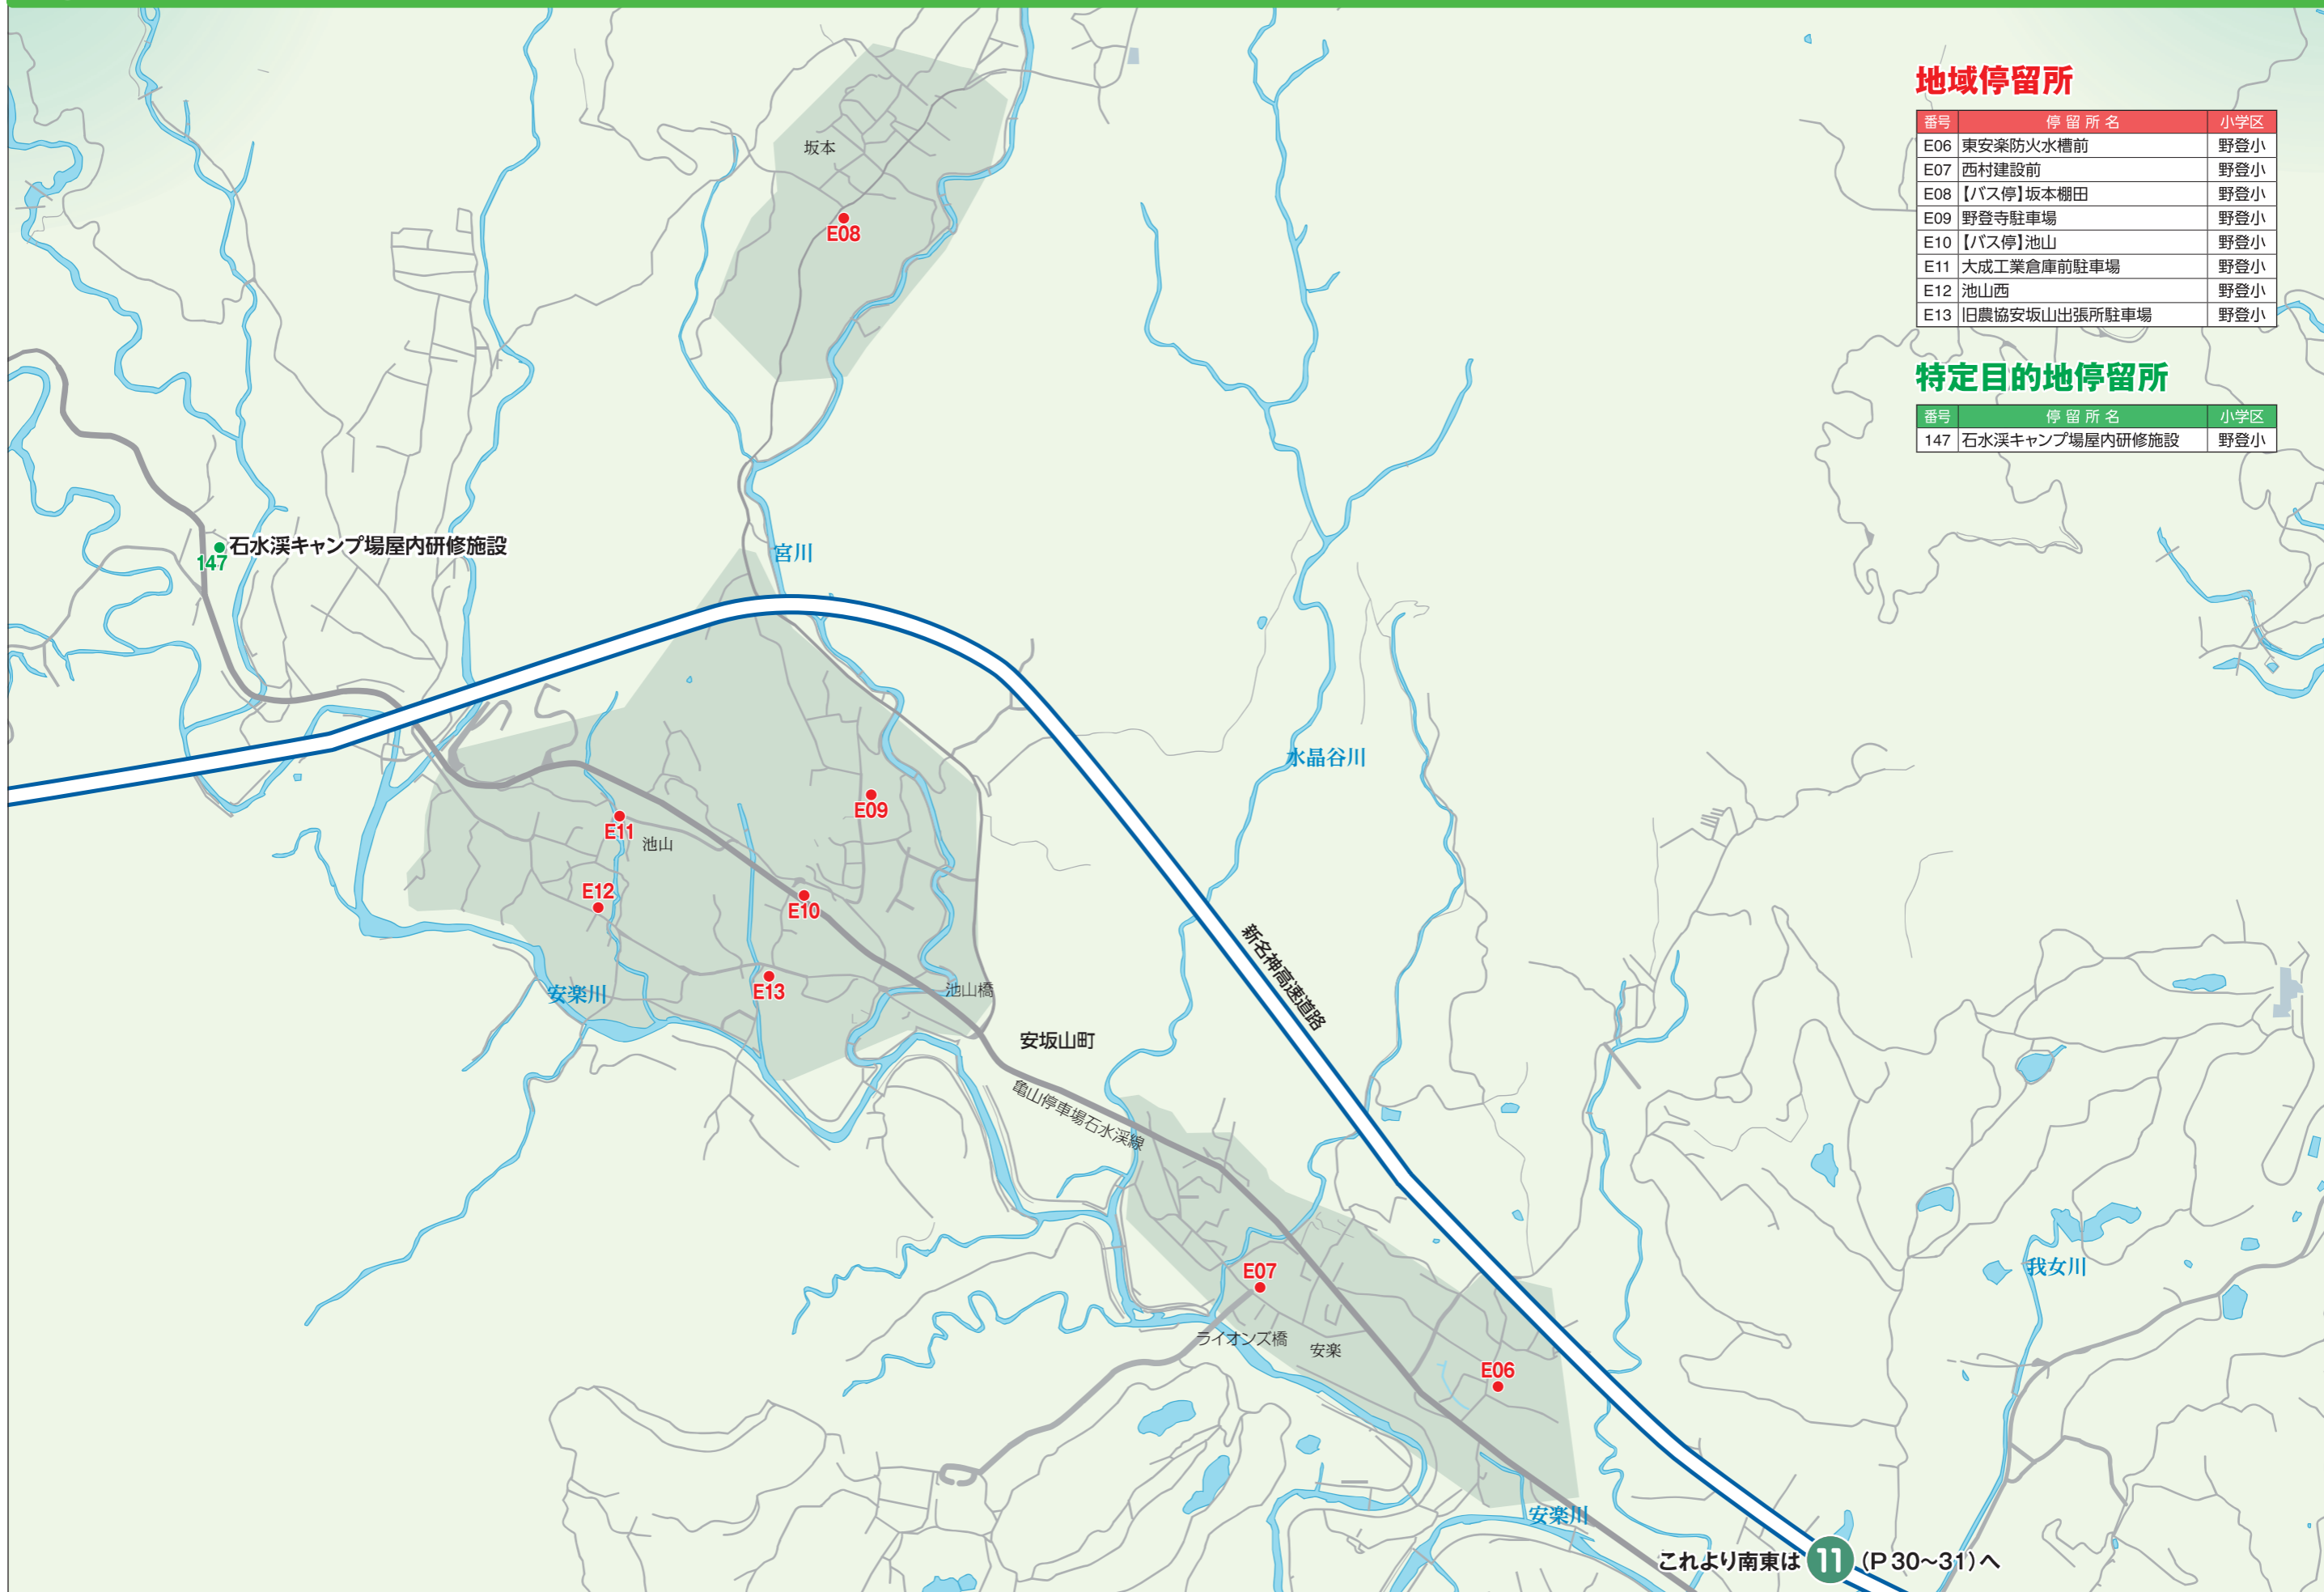 地域停留所
番号 停留所名 小学区
E06 東安楽防火水槽前 野登小
E07 西村建設前 野登小
E08 【バス停】坂本棚田 野登小
E09 野登寺駐車場 野登小
E10 【バス停】池山 野登小
E11 大成工業倉庫前駐車場 野登小
E12 池山西 野登小
E13 旧農協安坂山出張所駐車場 野登小
特定目的地停留所
番号 停留所名 小学区
147 石水渓キャンプ場屋内研修施設 野登小
坂本
E08
石水渓キャンプ場屋内研修施設
147
宮川
水晶谷川
E09
E11
池山
E12
E10
新名神高速道路
E13
池山橋
安楽川
安坂山町
亀山停車場石水渓線
我女川
E07
ライオンズ橋
安楽
E06
安楽川
これより南東は 11 (P30~31)へ